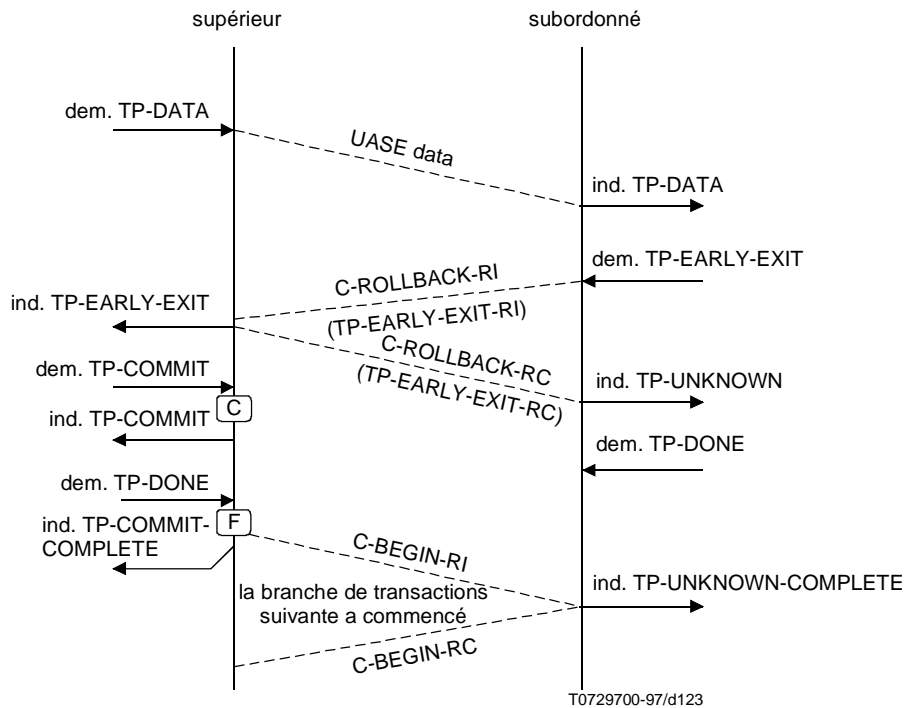 supérieur
subordonné
dem. TP-DATA
UASE data
ind. TP-DATA
dem. TP-EARLY-EXIT
C-ROLLBACK-RI
ind. TP-EARLY-EXIT
(TP-EARLY-EXIT-RI)
C-ROLLBACK-RC
dem. TP-COMMIT
(TP-EARLY-EXIT-RC)
ind. TP-UNKNOWN
C
ind. TP-COMMIT
dem. TP-DONE
dem. TP-DONE
F
ind. TP-COMMIT-
COMPLETE
C-BEGIN-RI
ind. TP-UNKNOWN-COMPLETE
la branche de transactions
suivante a commencé
C-BEGIN-RC
T0729700-97/d123